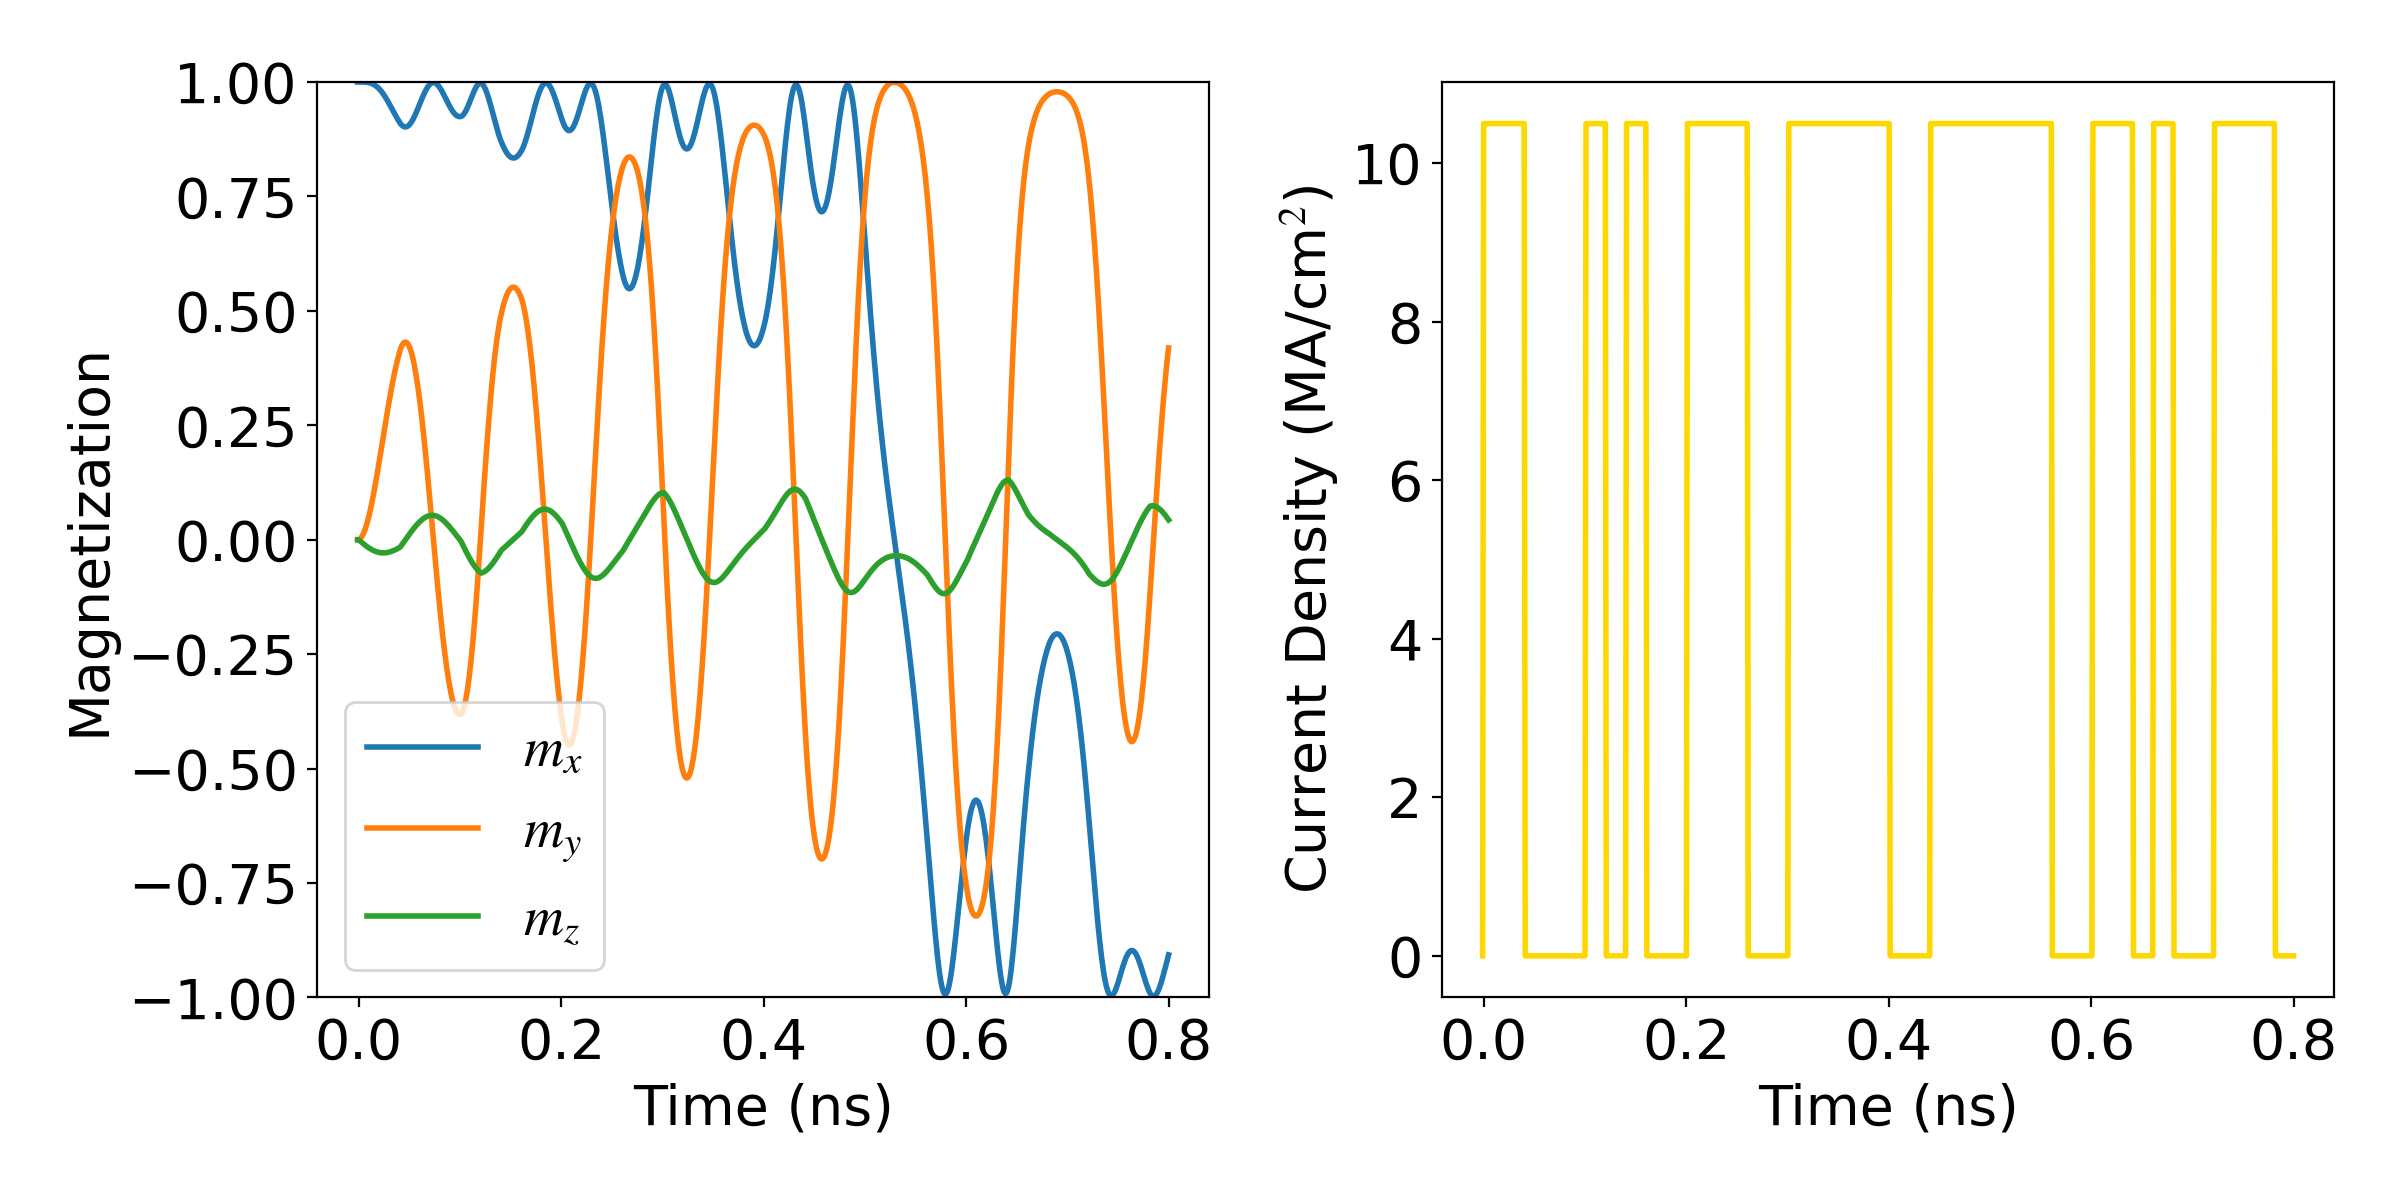 1.00
0.75
0.50
0.25
0.00
−0.25
−0.50
−0.75
−1.00
Magnetization
m_x
m_y
m_z
0.0 0.2 0.4 0.6 0.8
Time (ns)
10
8
6
4
2
0
Current Density (MA/cm²)
0.0 0.2 0.4 0.6 0.8
Time (ns)